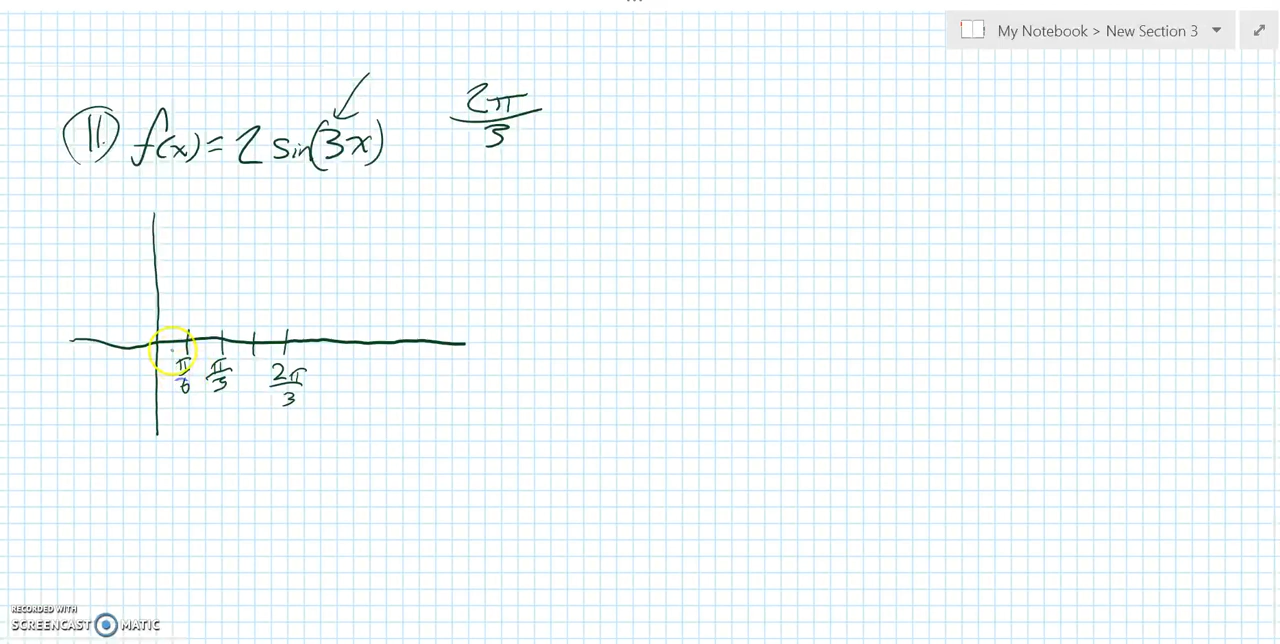 My Notebook > New Section 3
11. f(x) = 2 sin(3x)
2π/3
π/6 π/3 2π/3
RECORDED WITH
SCREENCAST MATIC